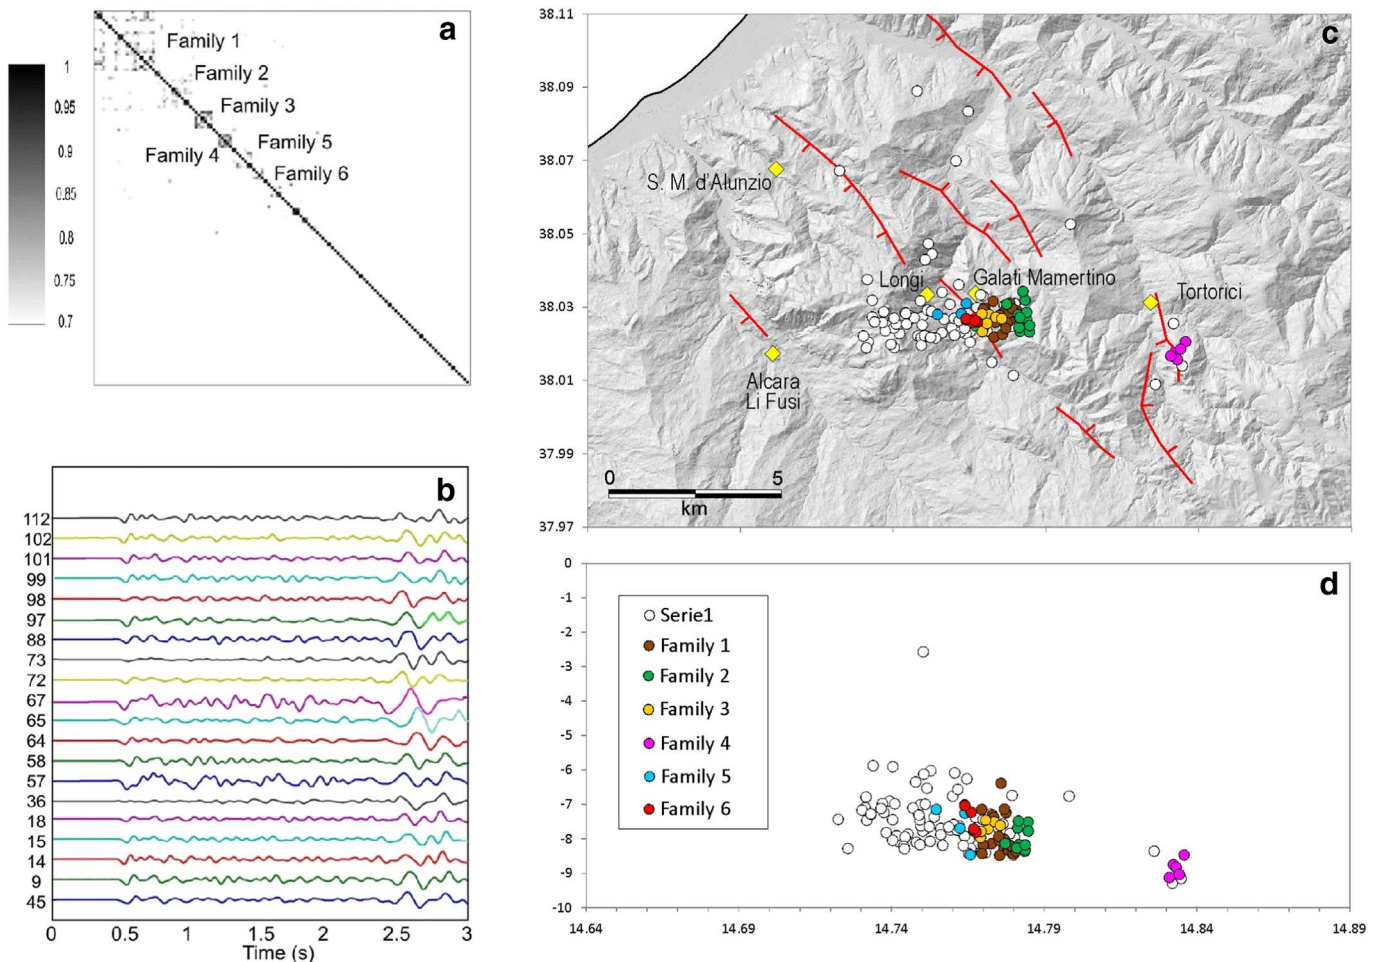 a
Family 1
Family 2
Family 3
Family 4
Family 5
Family 6
1
0.95
0.9
0.85
0.8
0.75
0.7
b
112
102
101
99
98
97
88
73
72
67
65
64
58
57
36
18
15
14
9
45
0 0.5 1 1.5 2 2.5 3
Time (s)
c
38.11
38.09
38.07
38.05
38.03
38.01
37.99
37.97
S. M. d'Alunzio
Longi
Galati Mamertino
Tortorici
Alcara
Li Fusi
0 5
km
d
0
-1
-2
-3
-4
-5
-6
-7
-8
-9
-10
Serie1
Family 1
Family 2
Family 3
Family 4
Family 5
Family 6
14.64 14.69 14.74 14.79 14.84 14.89